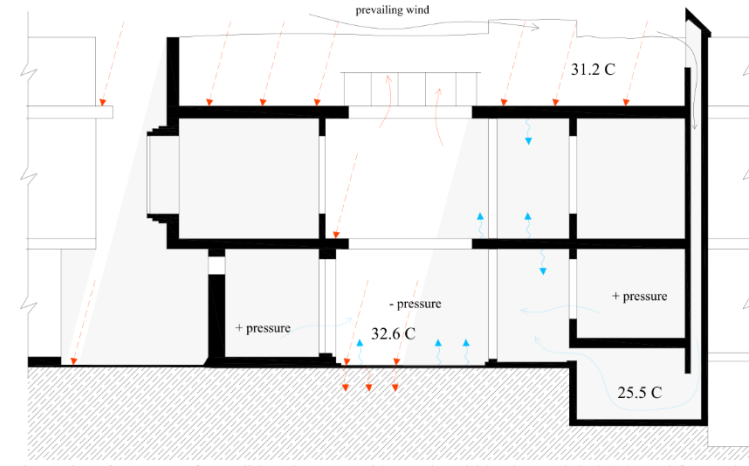 prevailing wind
31.2 C
- pressure
+ pressure
+ pressure
32.6 C
25.5 C